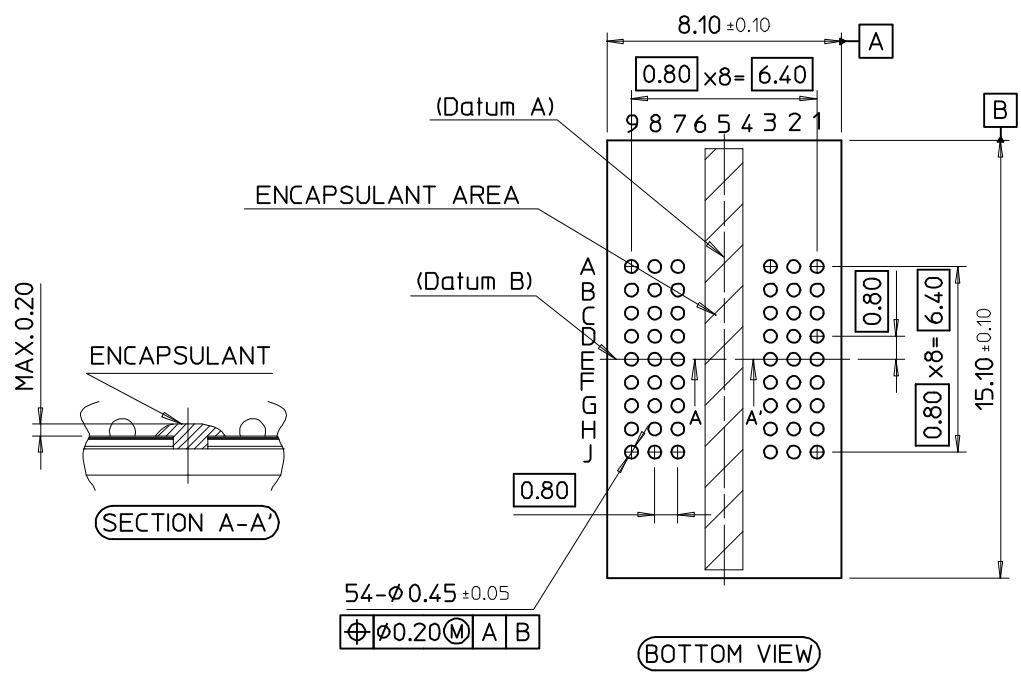 8.10 ±0.10
A
0.80 x8= 6.40
B
(Datum A)
9 8 7 6 5 4 3 2 1
ENCAPSULANT AREA
(Datum B)
A
B
C
D
E
F
G
H
J
0.80
0.80 x8= 6.40
15.10 ±0.10
MAX.0.20
ENCAPSULANT
A A'
0.80
SECTION A-A'
54-Ø0.45 ±0.05
⌖ Ø0.20Ⓜ A B
BOTTOM VIEW